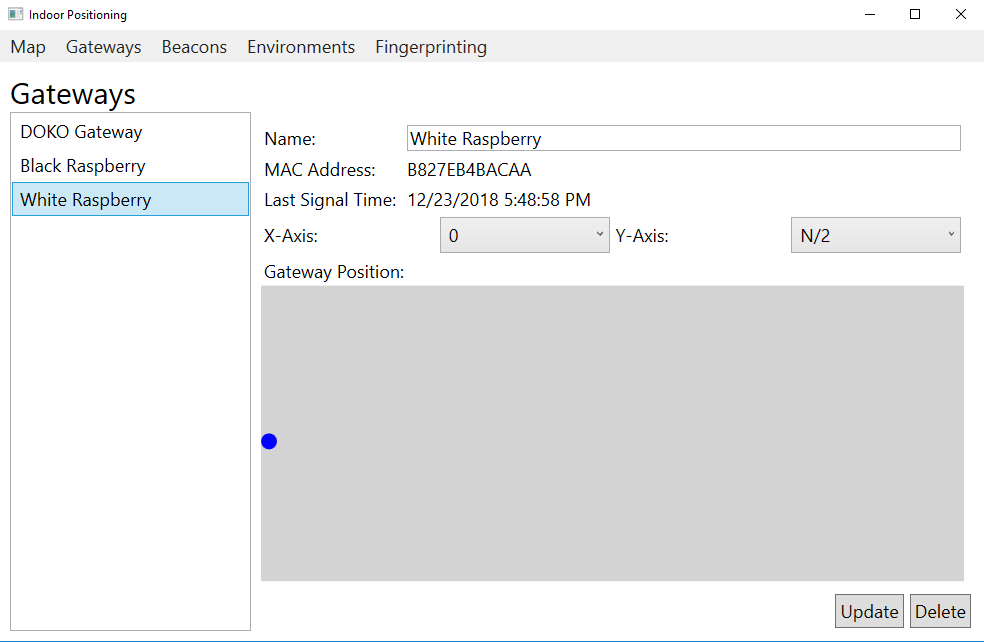 Indoor Positioning
Map Gateways Beacons Environments Fingerprinting
Gateways
DOKO Gateway
Black Raspberry
White Raspberry
Name: White Raspberry
MAC Address: B827EB4BACAA
Last Signal Time: 12/23/2018 5:48:58 PM
X-Axis: 0 Y-Axis: N/2
Gateway Position:
Update Delete